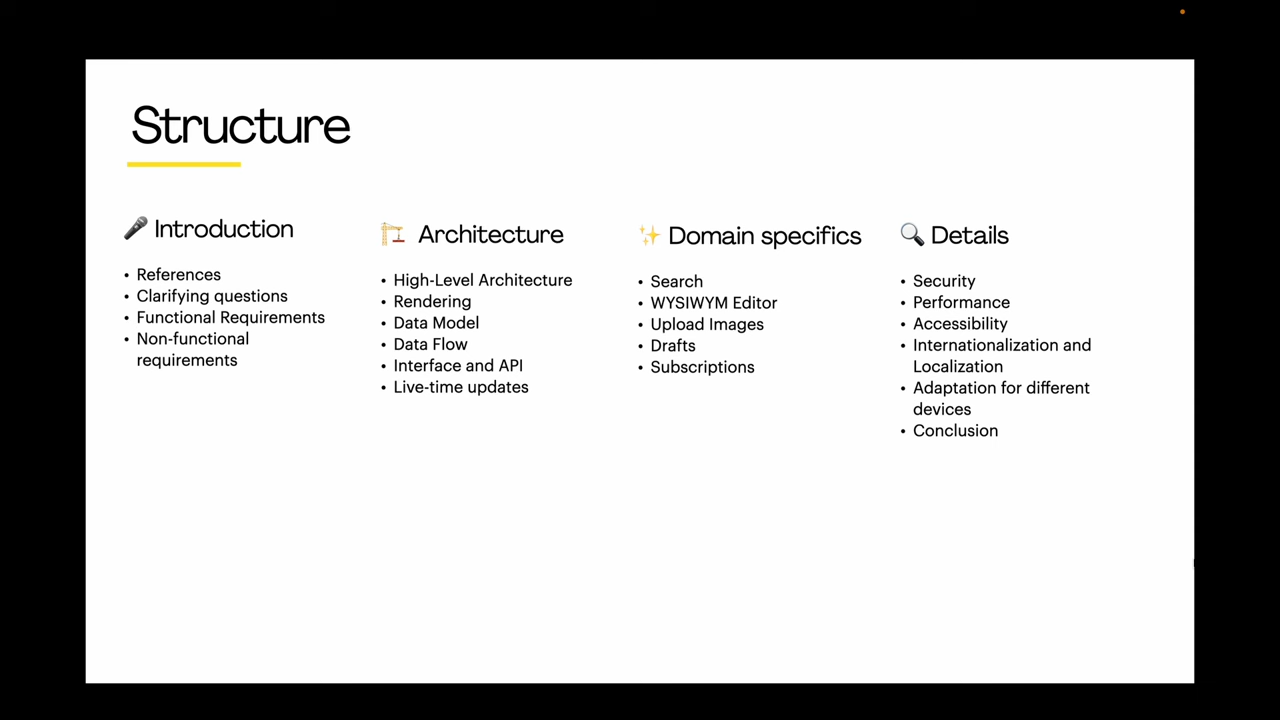 Structure
🎤 Introduction
• References
• Clarifying questions
• Functional Requirements
• Non-functional
requirements
🏗️ Architecture
• High-Level Architecture
• Rendering
• Data Model
• Data Flow
• Interface and API
• Live-time updates
✨ Domain specifics
• Search
• WYSIWYM Editor
• Upload Images
• Drafts
• Subscriptions
🔍 Details
• Security
• Performance
• Accessibility
• Internationalization and
Localization
• Adaptation for different
devices
• Conclusion